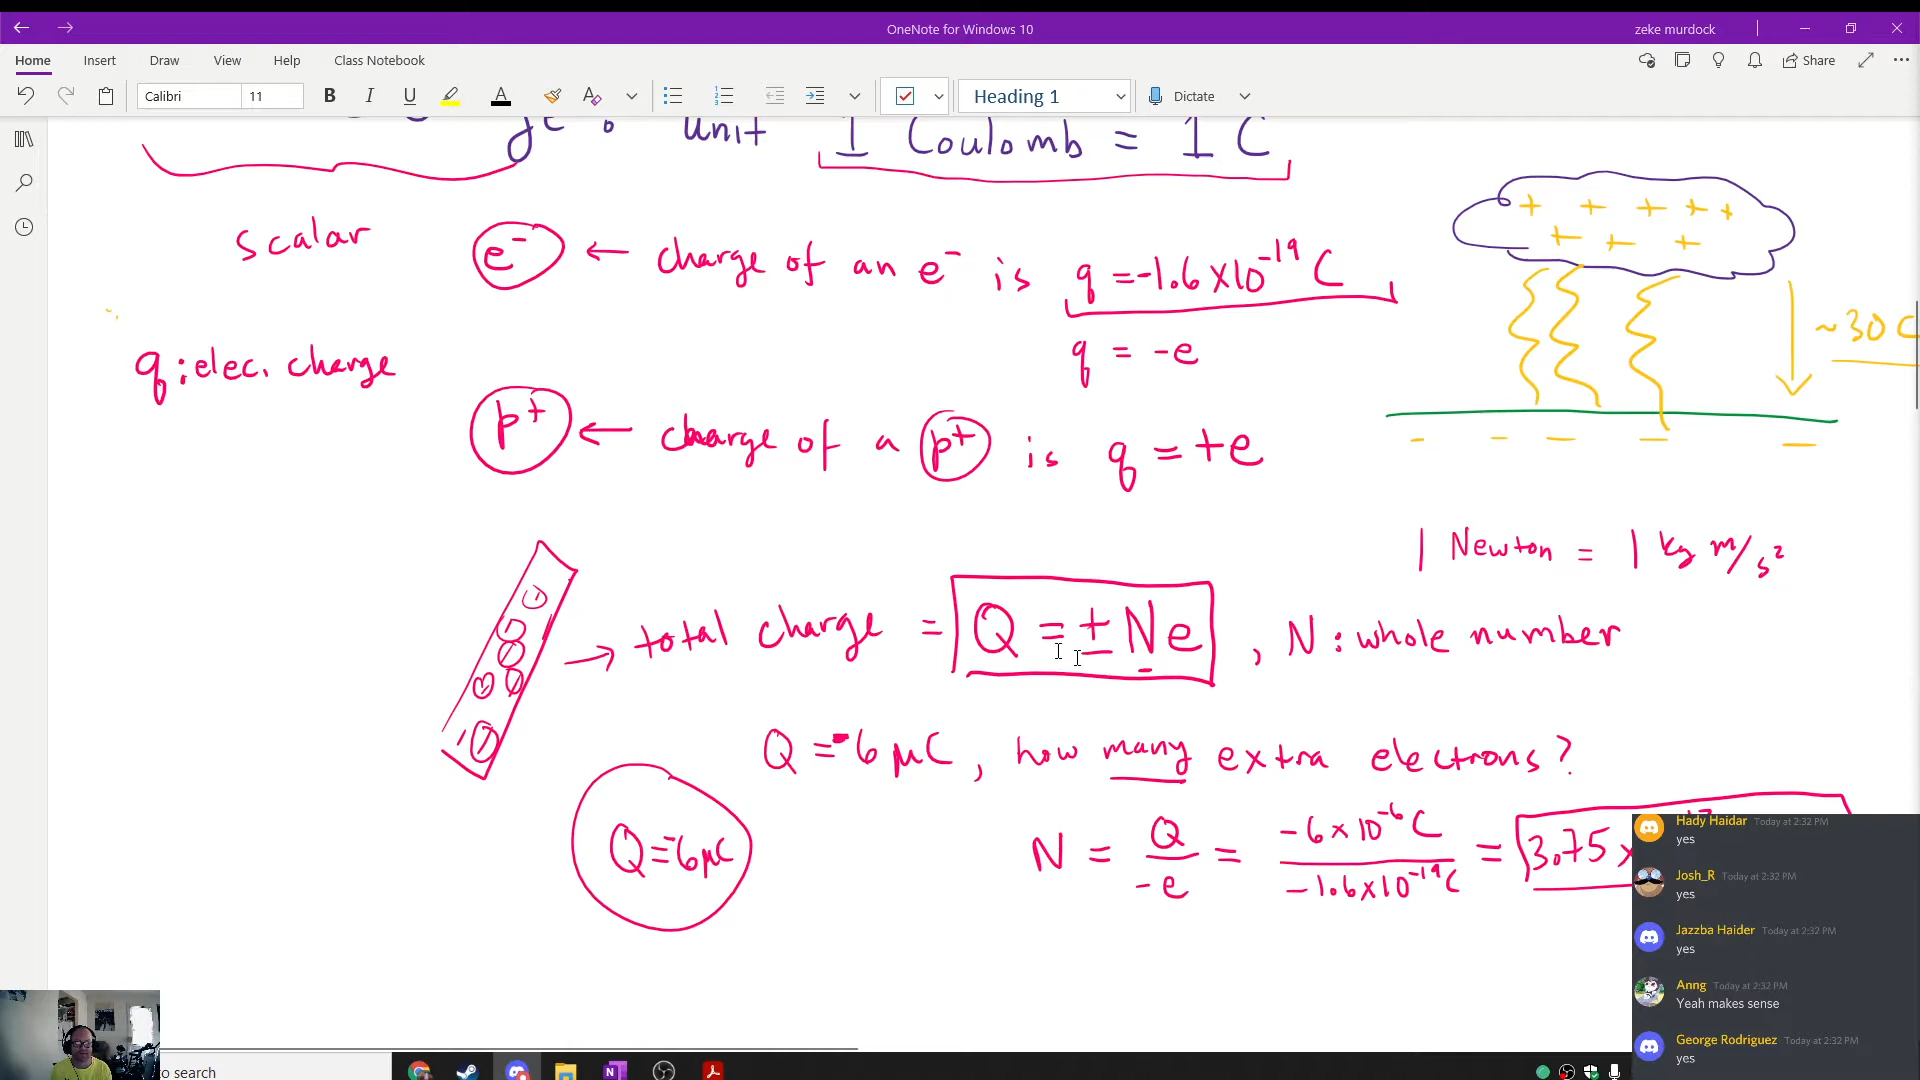 OneNote for Windows 10
zeke murdock
Home Insert Draw View Help Class Notebook
Share
Calibri 11 B I U Heading 1 Dictate
unit 1 Coulomb = 1 C
scalar
e⁻ ← charge of an e⁻ is q = -1.6 x 10⁻¹⁹ C
+ + + + +
+ + +
q = -e
~30 C
q : elec. charge
p⁺ ← charge of a p⁺ is q = +e
- - - - -
1 Newton = 1 kg m/s²
→ total charge = Q = ± N e , N : whole number
Q = -6 μC , how many extra electrons?
Q = -6 μC
N = Q / -e = -6 x 10⁻⁶ C / -1.6 x 10⁻¹⁹ C = 3.75 x
Hady Haidar Today at 2:32 PM
yes
Josh_R Today at 2:32 PM
yes
Jazzba Haider Today at 2:32 PM
yes
Anng Today at 2:32 PM
Yeah makes sense
George Rodriguez Today at 2:32 PM
yes
o search